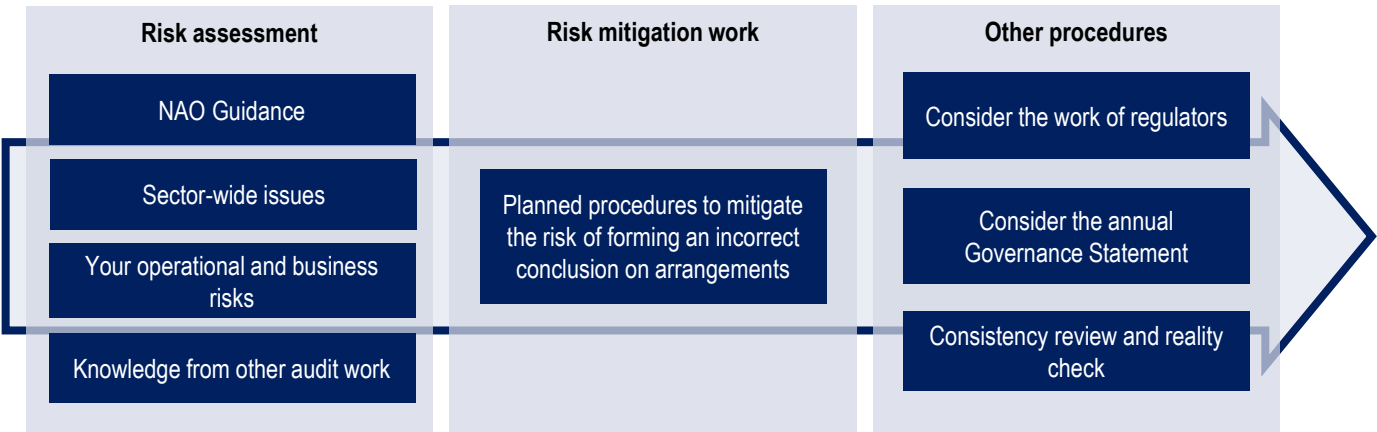 Risk assessment
NAO Guidance
Sector-wide issues
Your operational and business
risks
Knowledge from other audit work
Risk mitigation work
Planned procedures to mitigate
the risk of forming an incorrect
conclusion on arrangements
Other procedures
Consider the work of regulators
Consider the annual
Governance Statement
Consistency review and reality
check